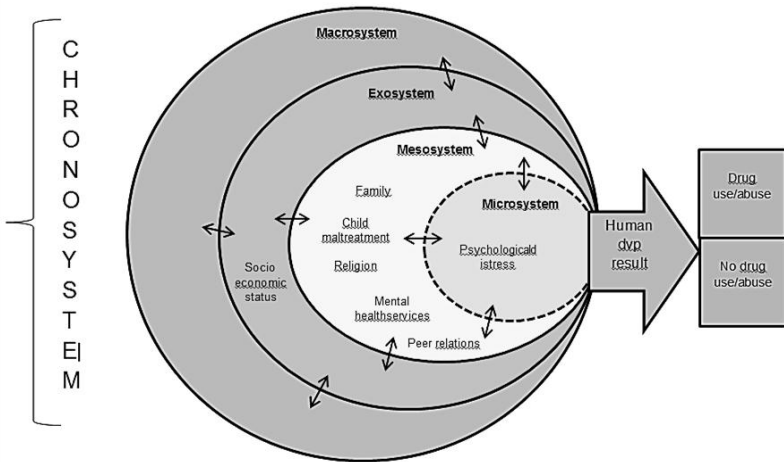 CHRONOSYSTEM
Macrosystem
Exosystem
Mesosystem
Family
Child
maltreatment
Religion
Mental
healthservices
Peer relations
Microsystem
Psychologicald
istress
Socio
economic
status
Human
dvp
result
Drug
use/abuse
No drug
use/abuse